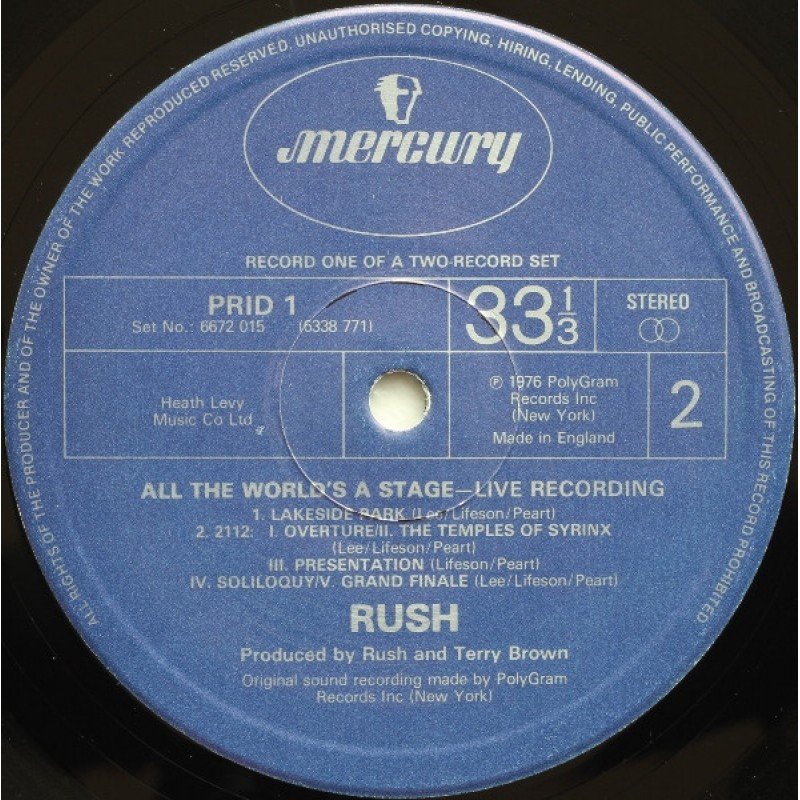 ALL RIGHTS OF THE PRODUCER AND OF THE OWNER OF THE WORK REPRODUCED RESERVED. UNAUTHORISED COPYING, HIRING, LENDING, PUBLIC PERFORMANCE AND BROADCASTING OF THIS RECORD PROHIBITED
mercury
RECORD ONE OF A TWO-RECORD SET
PRID 1
Set No.: 6672 015 (6338 771)
33 1/3
STEREO
Heath Levy
Music Co Ltd
℗ 1976 PolyGram
Records Inc
(New York)
Made in England
2
ALL THE WORLD'S A STAGE—LIVE RECORDING
1. LAKESIDE PARK (Lee/Lifeson/Peart)
2. 2112: I. OVERTURE/II. THE TEMPLES OF SYRINX
(Lee/Lifeson/Peart)
III. PRESENTATION (Lifeson/Peart)
IV. SOLILOQUY/V. GRAND FINALE (Lee/Lifeson/Peart)
RUSH
Produced by Rush and Terry Brown
Original sound recording made by PolyGram
Records Inc (New York)